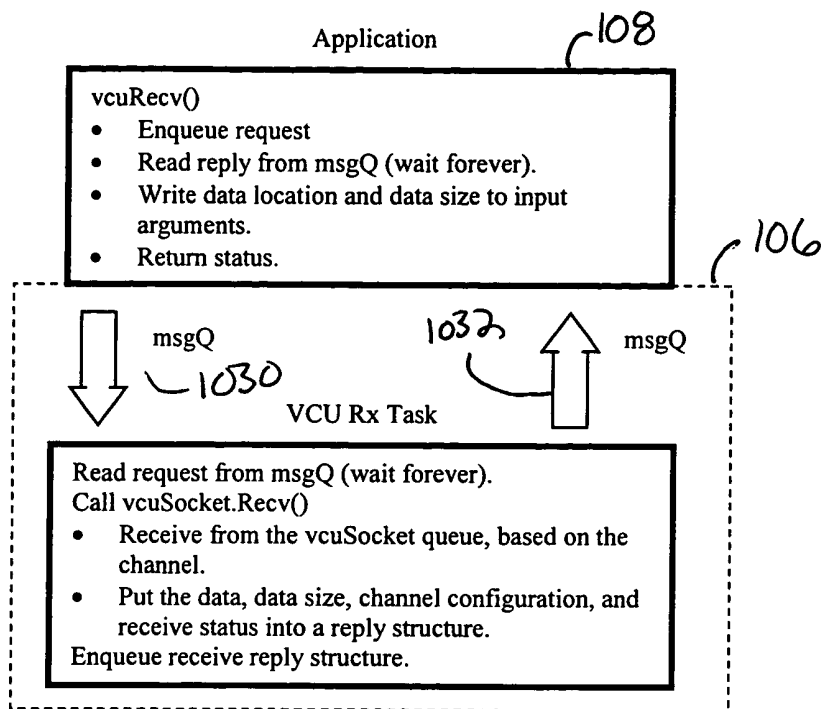 Application
108
vcuRecv()
• Enqueue request
• Read reply from msgQ (wait forever).
• Write data location and data size to input
arguments.
• Return status.
106
msgQ
1030
1032
msgQ
VCU Rx Task
Read request from msgQ (wait forever).
Call vcuSocket.Recv()
• Receive from the vcuSocket queue, based on the
channel.
• Put the data, data size, channel configuration, and
receive status into a reply structure.
Enqueue receive reply structure.